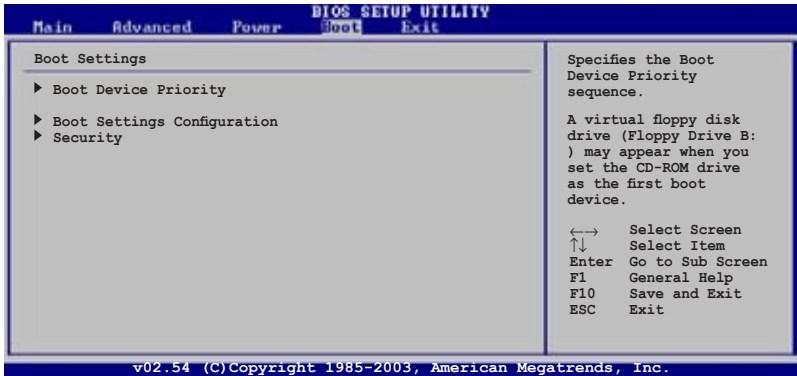 BIOS SETUP UTILITY
Main Advanced Power Boot Exit
Boot Settings
Boot Device Priority
Boot Settings Configuration
Security
Specifies the Boot
Device Priority
sequence.
A virtual floppy disk
drive (Floppy Drive B:
) may appear when you
set the CD-ROM drive
as the first boot
device.
←→ Select Screen
↑↓ Select Item
Enter Go to Sub Screen
F1 General Help
F10 Save and Exit
ESC Exit
v02.54 (C)Copyright 1985-2003, American Megatrends, Inc.